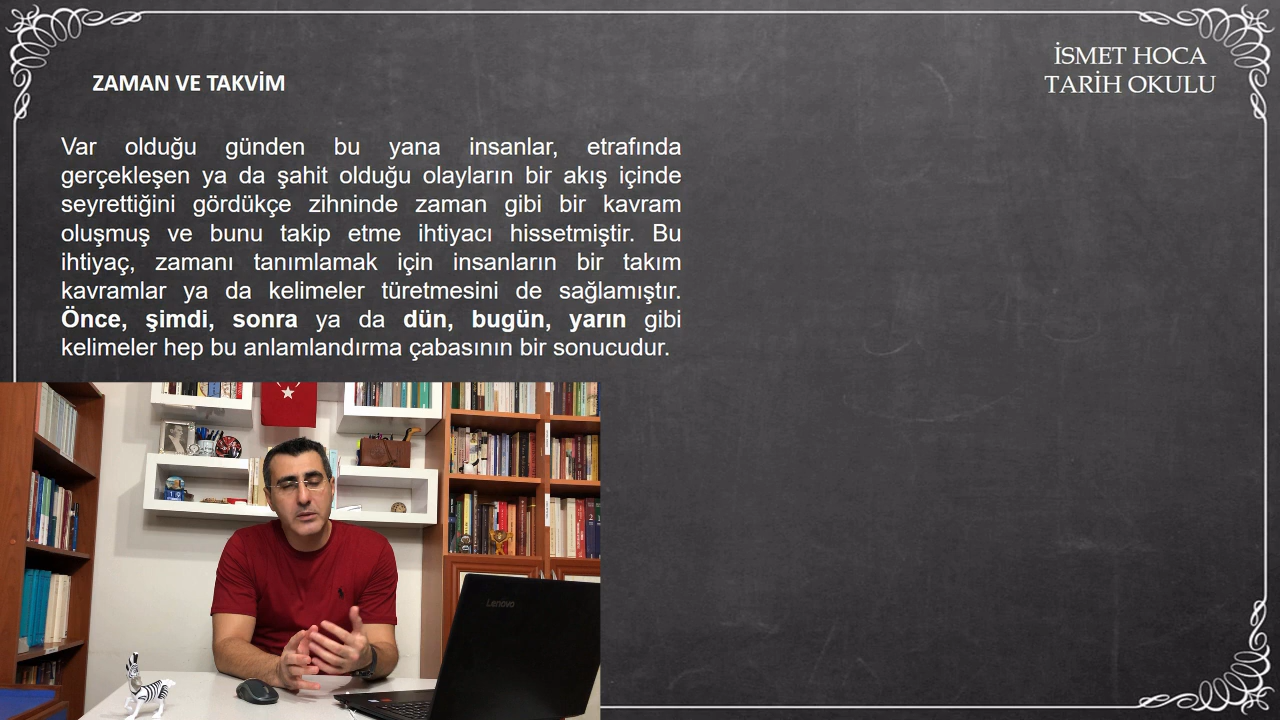 İSMET HOCA
TARİH OKULU
ZAMAN VE TAKVİM
Var olduğu günden bu yana insanlar, etrafında
gerçekleşen ya da şahit olduğu olayların bir akış içinde
seyrettiğini gördükçe zihninde zaman gibi bir kavram
oluşmuş ve bunu takip etme ihtiyacı hissetmiştir. Bu
ihtiyaç, zamanı tanımlamak için insanların bir takım
kavramlar ya da kelimeler türetmesini de sağlamıştır.
Önce, şimdi, sonra ya da dün, bugün, yarın gibi
kelimeler hep bu anlamlandırma çabasının bir sonucudur.
Lenovo